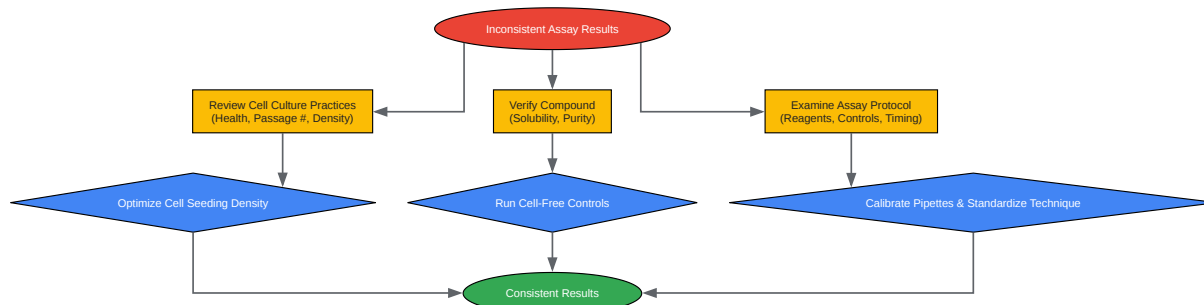 Inconsistent Assay Results
Review Cell Culture Practices
(Health, Passage #, Density)
Verify Compound
(Solubility, Purity)
Examine Assay Protocol
(Reagents, Controls, Timing)
Optimize Cell Seeding Density
Run Cell-Free Controls
Calibrate Pipettes & Standardize Technique
Consistent Results